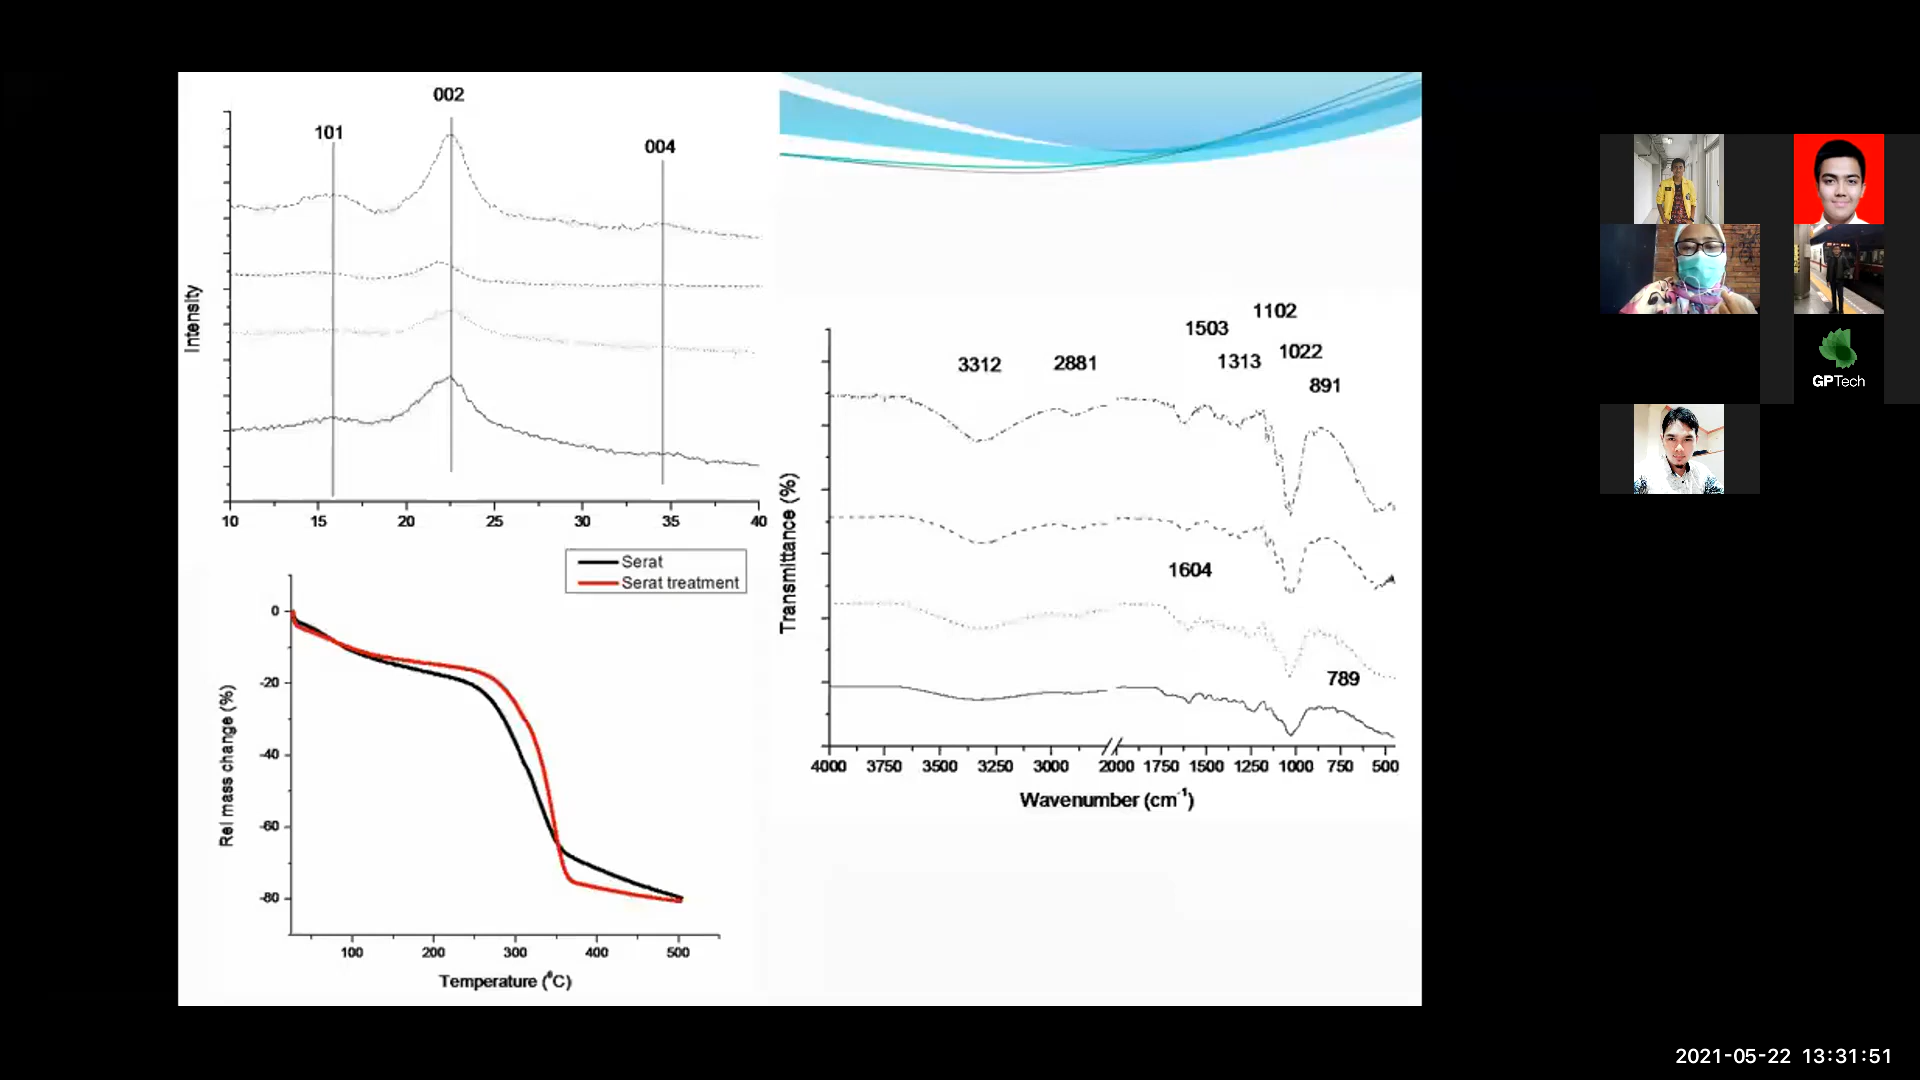 002
101
004
Intensity
10 15 20 25 30 35 40
Serat
Serat treatment
0
-20
-40
-60
-80
Rel mass change (%)
100 200 300 400 500
Temperature (°C)
1102
1503
1313 1022
3312 2881
891
1604
789
Transmittance (%)
4000 3750 3500 3250 3000 2000 1750 1500 1250 1000 750 500
Wavenumber (cm⁻¹)
GPTech
2021-05-22 13:31:51